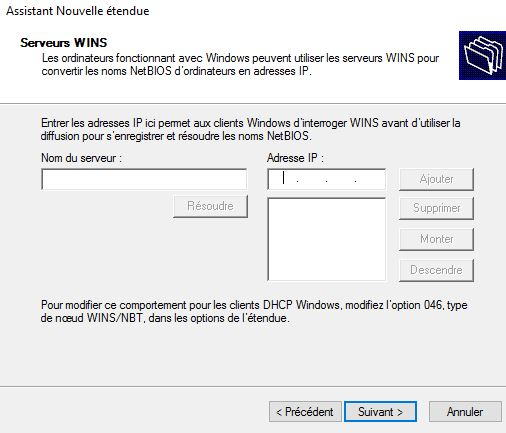 Assistant Nouvelle étendue
Serveurs WINS
Les ordinateurs fonctionnant avec Windows peuvent utiliser les serveurs WINS pour
convertir les noms NetBIOS d'ordinateurs en adresses IP.
Entrer les adresses IP ici permet aux clients Windows d'interroger WINS avant d'utiliser la
diffusion pour s'enregistrer et résoudre les noms NetBIOS.
Nom du serveur :
Adresse IP :
. . .
Ajouter
Résoudre
Supprimer
Monter
Descendre
Pour modifier ce comportement pour les clients DHCP Windows, modifiez l'option 046, type
de nœud WINS/NBT, dans les options de l'étendue.
< Précédent
Suivant >
Annuler